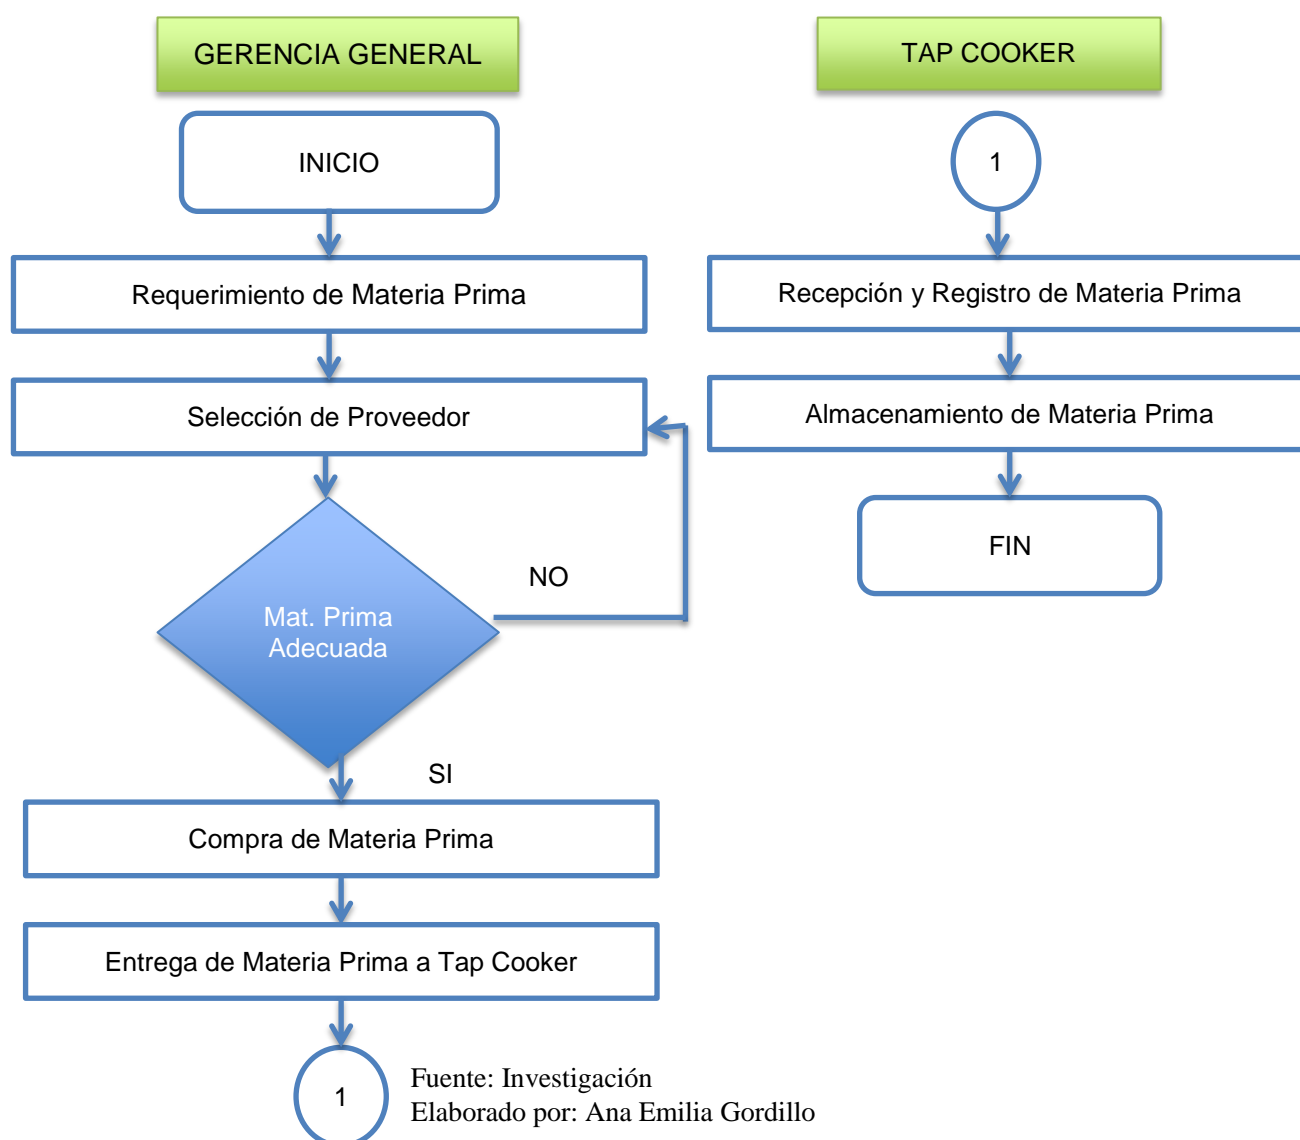 GERENCIA GENERAL
INICIO
Requerimiento de Materia Prima
Selección de Proveedor
NO
Mat. Prima
Adecuada
SI
Compra de Materia Prima
Entrega de Materia Prima a Tap Cooker
1
TAP COOKER
1
Recepción y Registro de Materia Prima
Almacenamiento de Materia Prima
FIN
Fuente: Investigación
Elaborado por: Ana Emilia Gordillo